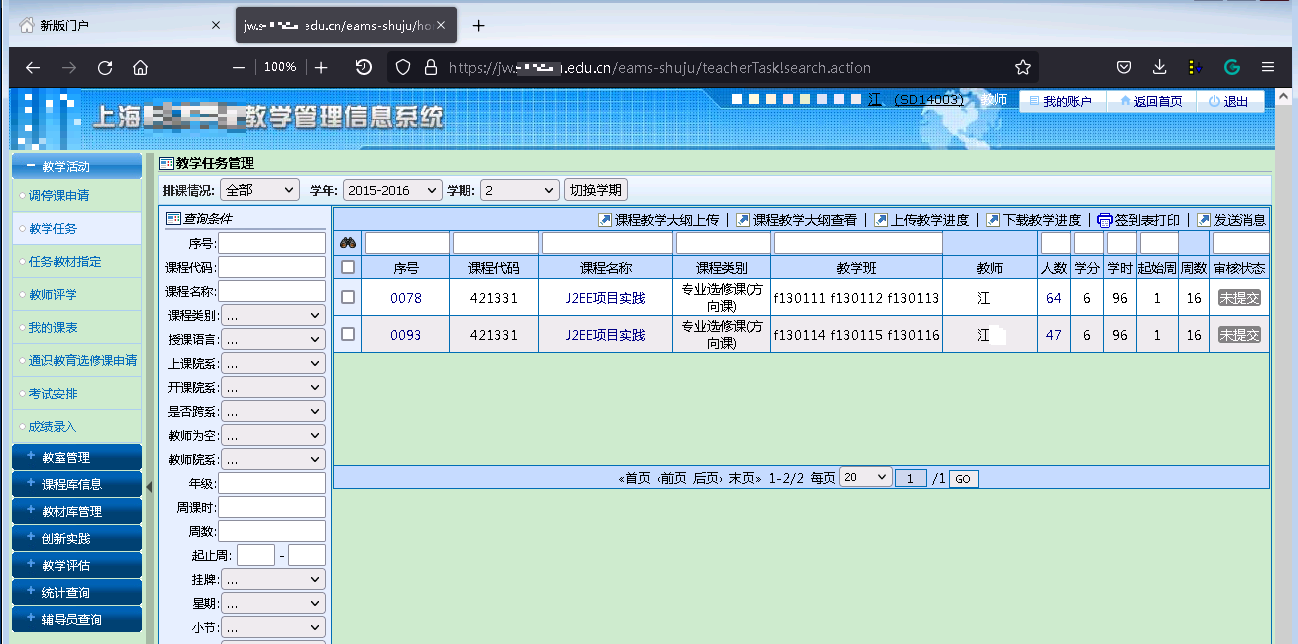 新版门户
jw.s edu.cn/eams-shuju/ho
100%
https://jw.s u.edu.cn/eams-shuju/teacherTask!search.action
上海 教学管理信息系统
江 (SD14003) 教师
我的账户 返回首页 退出
教学活动
调停课申请
教学任务
任务教材指定
教师评学
我的课表
通识教育选修课申请
考试安排
成绩录入
教室管理
课程库信息
教材库管理
创新实践
教学评估
统计查询
辅导员查询
教学任务管理
排课情况: 全部 学年: 2015-2016 学期: 2 切换学期
查询条件
序号:
课程代码:
课程名称:
课程类别: ...
授课语言: ...
上课院系: ...
开课院系: ...
是否跨系: ...
教师为空: ...
教师院系: ...
年级:
周课时:
周数:
起止周: -
挂牌: ...
星期: ...
小节: ...
课程教学大纲上传 | 课程教学大纲查看 | 上传教学进度 | 下载教学进度 | 签到表打印 | 发送消息
序号 课程代码 课程名称 课程类别 教学班 教师 人数 学分 学时 起始周 周数 审核状态
0078 421331 J2EE项目实践 专业选修课(方向课) f130111 f130112 f130113 江 64 6 96 1 16 未提交
0093 421331 J2EE项目实践 专业选修课(方向课) f130114 f130115 f130116 江 47 6 96 1 16 未提交
«首页 ‹前页 后页› 末页» 1-2/2 每页 20 1 /1 GO